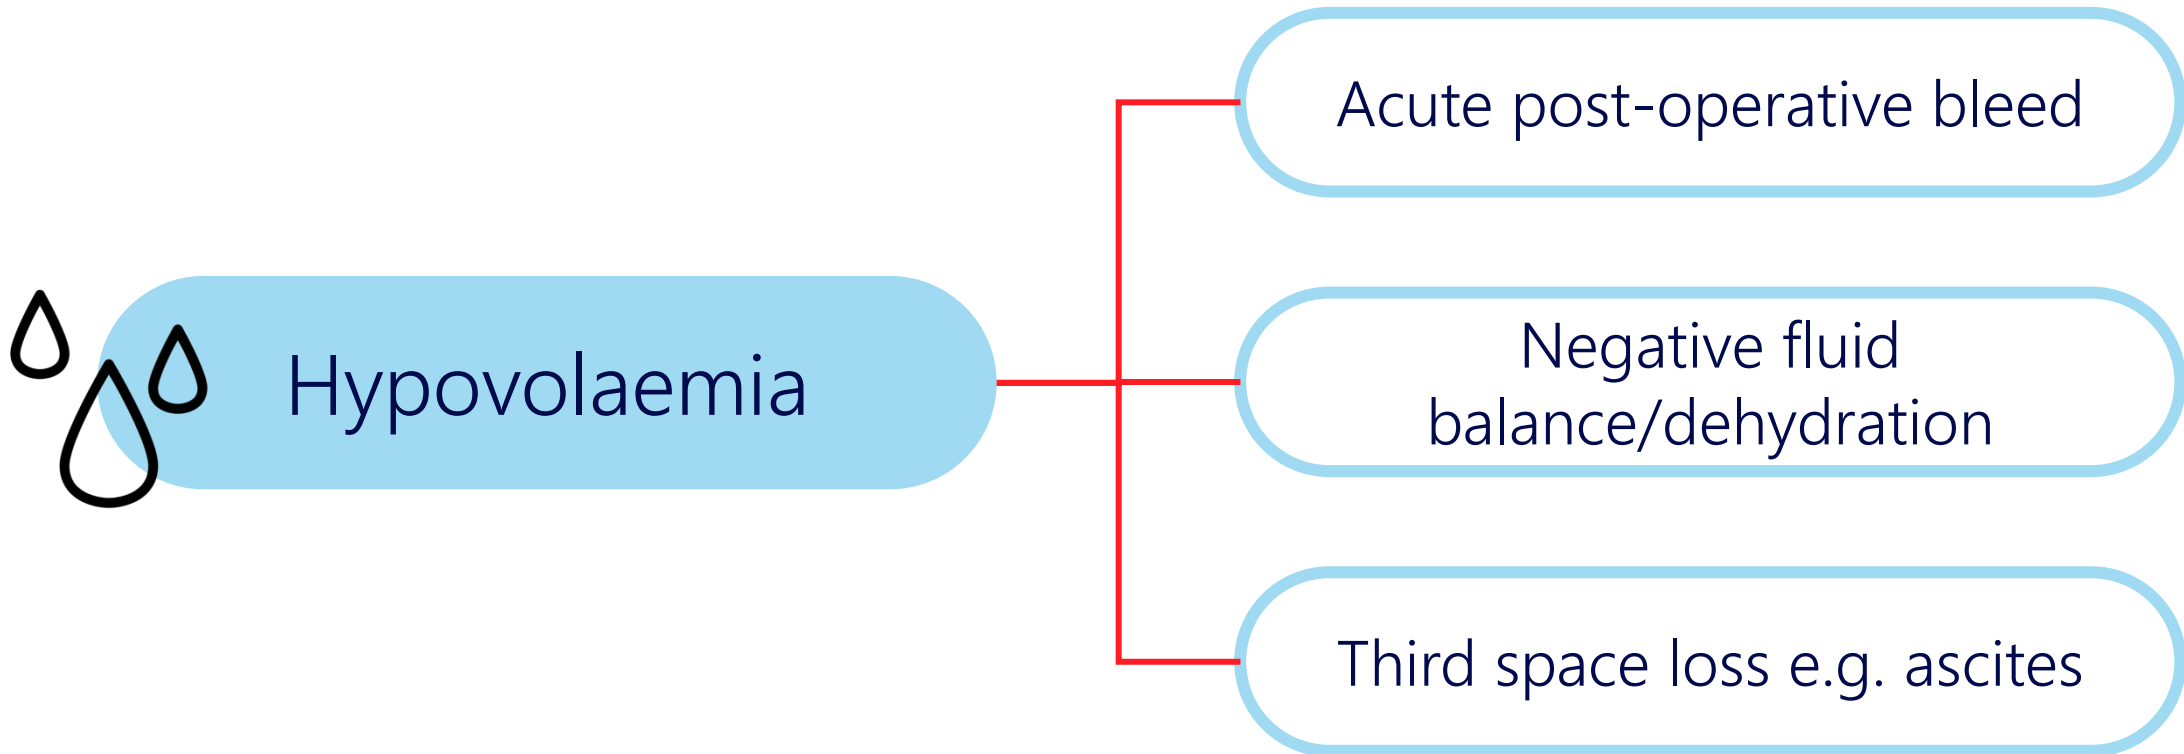 Acute post-operative bleed
Hypovolaemia
Negative fluid
balance/dehydration
Third space loss e.g. ascites